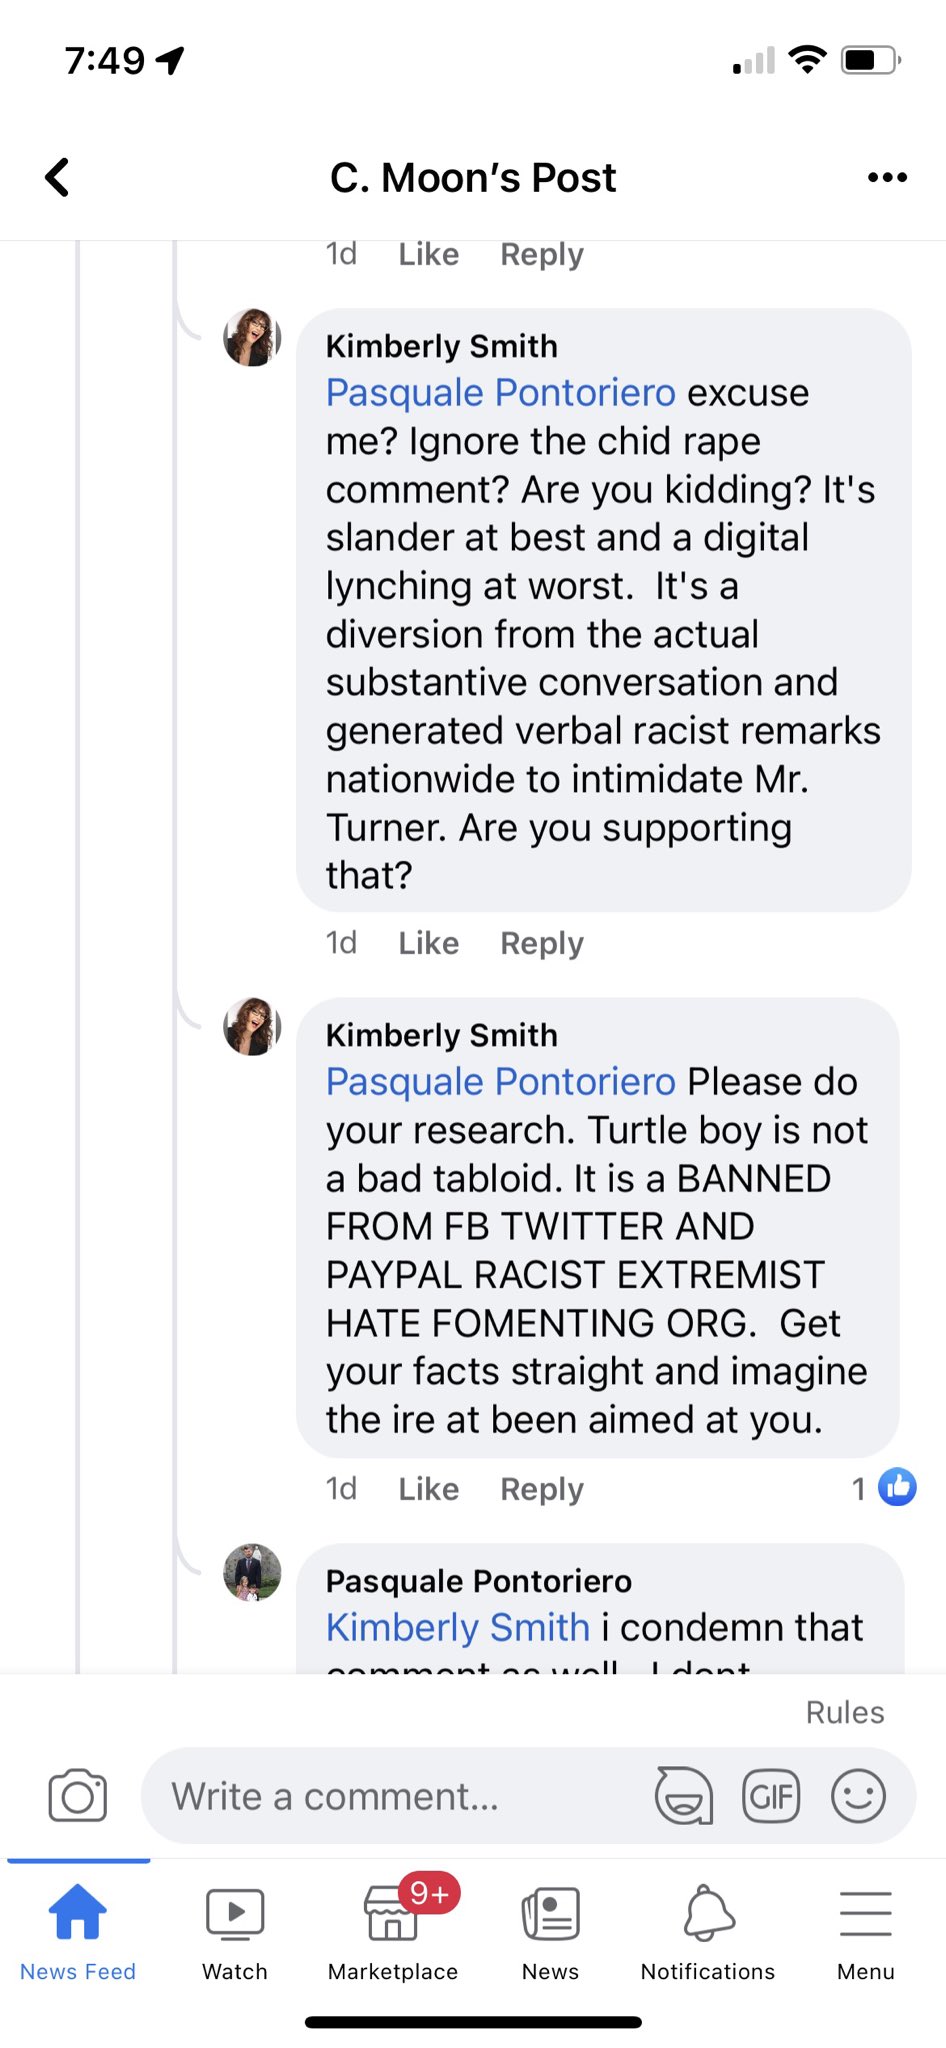 7:49
C. Moon's Post
1d Like Reply
Kimberly Smith
Pasquale Pontoriero excuse
me? Ignore the chid rape
comment? Are you kidding? It's
slander at best and a digital
lynching at worst.  It's a
diversion from the actual
substantive conversation and
generated verbal racist remarks
nationwide to intimidate Mr.
Turner. Are you supporting
that?
1d Like Reply
Kimberly Smith
Pasquale Pontoriero Please do
your research. Turtle boy is not
a bad tabloid. It is a BANNED
FROM FB TWITTER AND
PAYPAL RACIST EXTREMIST
HATE FOMENTING ORG.  Get
your facts straight and imagine
the ire at been aimed at you.
1d Like Reply 1
Pasquale Pontoriero
Kimberly Smith i condemn that
comment as well. I dont
Rules
Write a comment...
GIF
9+
News Feed Watch Marketplace News Notifications Menu